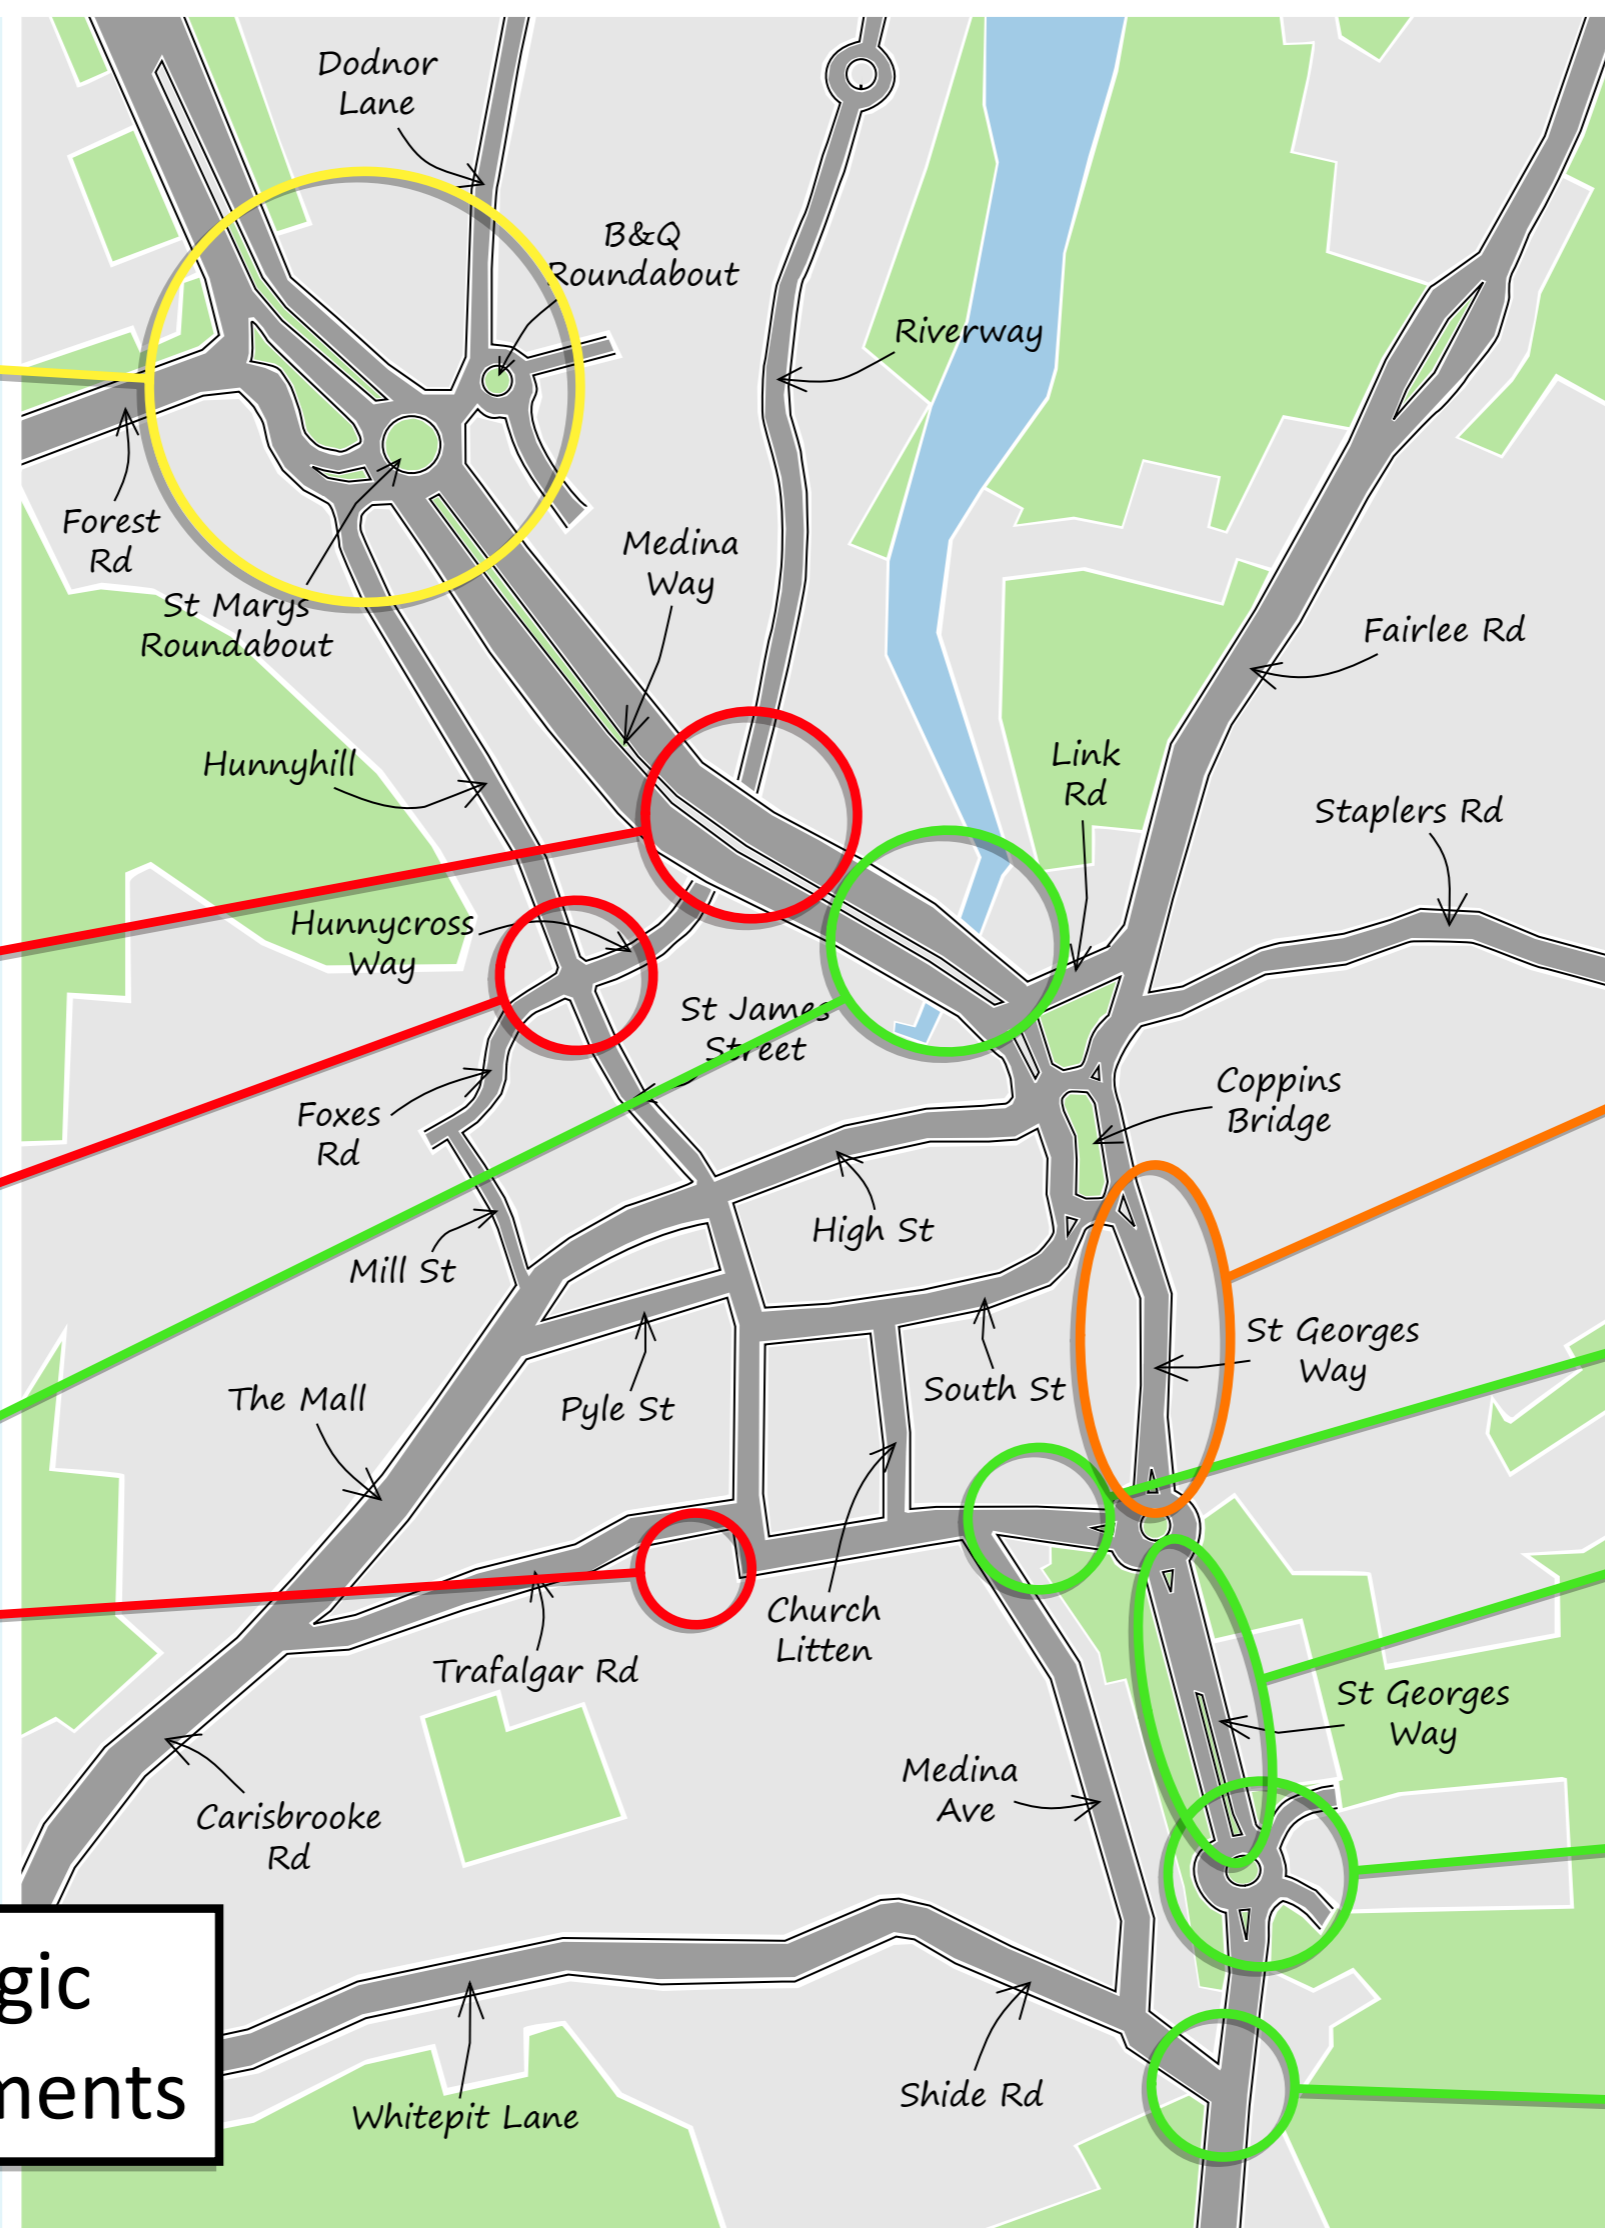 Dodnor
Lane
B&Q
Roundabout
Riverway
Forest
Rd
Medina
Way
St Marys
Roundabout
Fairlee Rd
Hunnyhill
Link
Rd
Staplers Rd
Hunnycross
Way
St James
Street
Coppins
Bridge
Foxes
Rd
High St
Mill St
St Georges
Way
The Mall
Pyle St
South St
Church
Litten
Trafalgar Rd
St Georges
Way
Medina
Ave
Carisbrooke
Rd
gic
ments
Shide Rd
Whitepit Lane